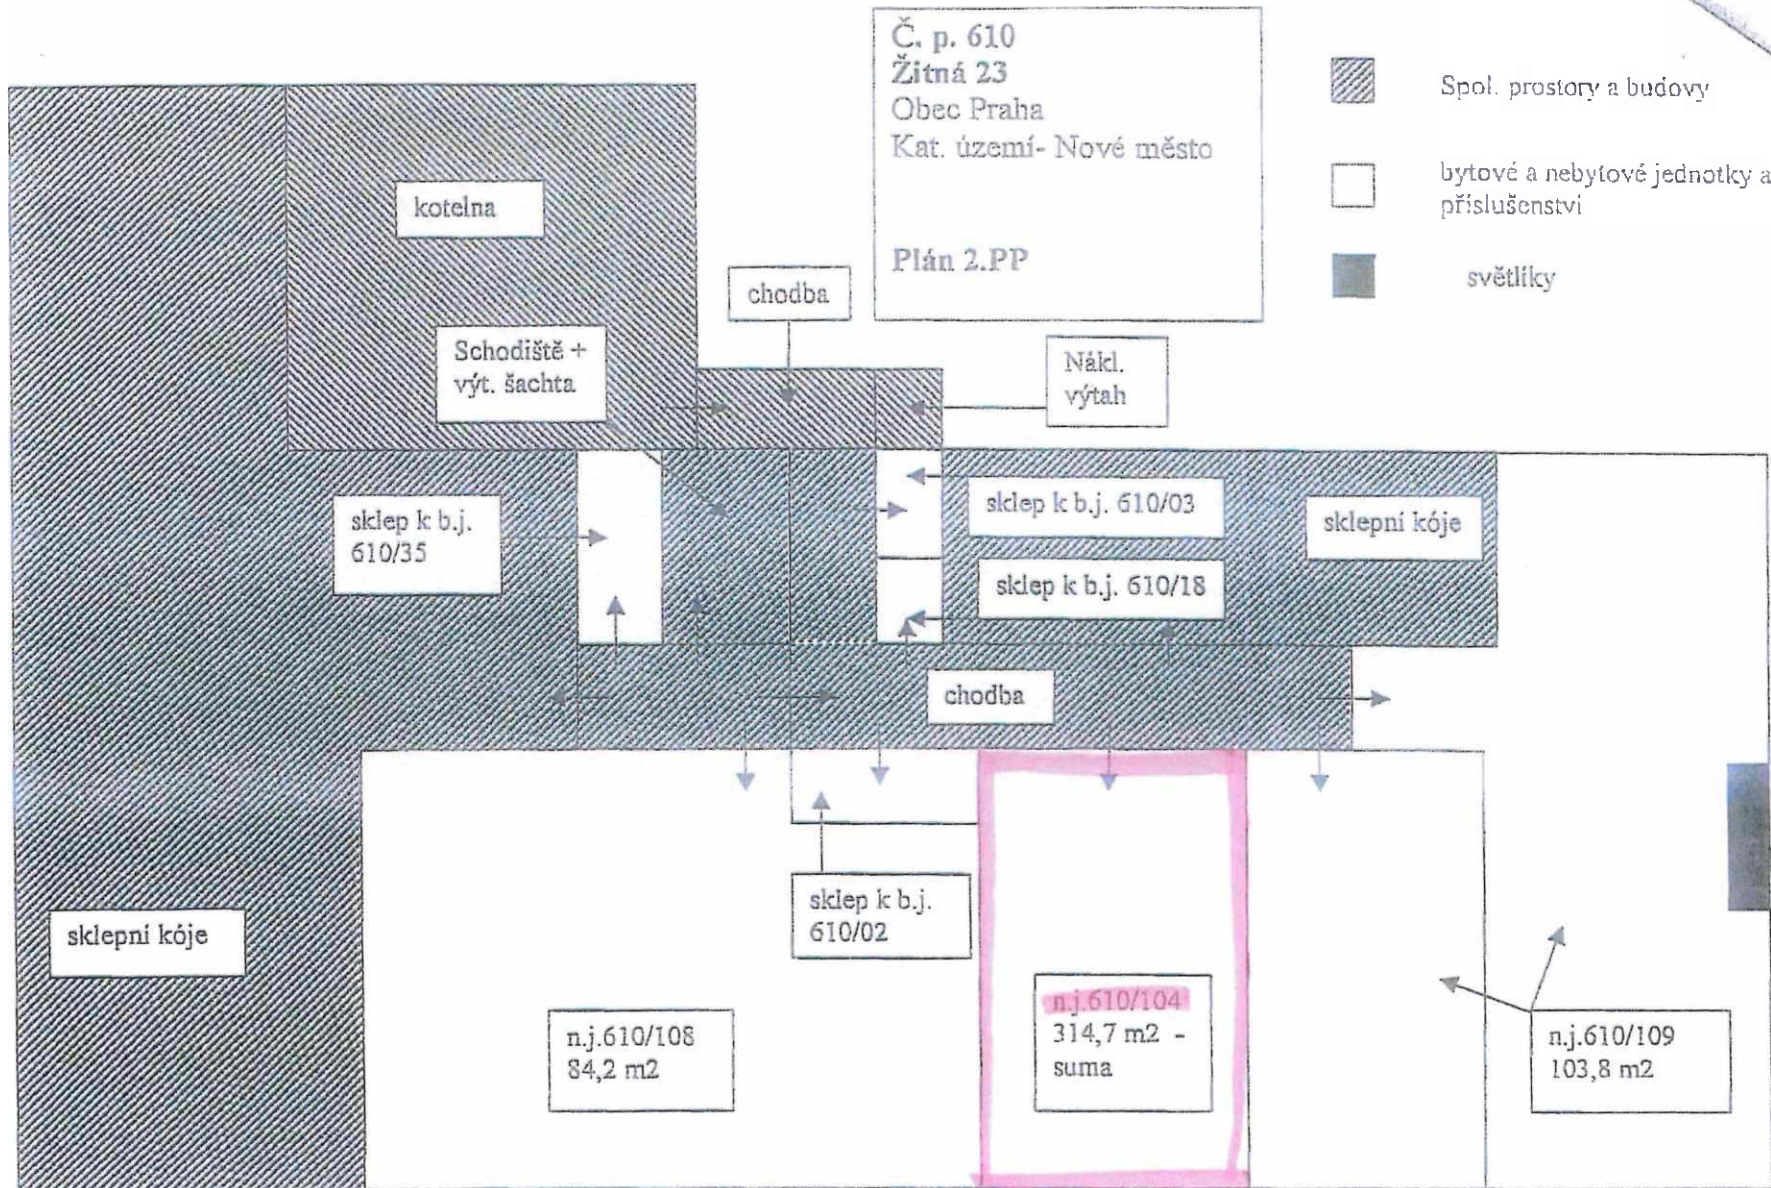 Č. p. 610
Žitná 23
Obec Praha
Kat. území- Nové město
Plán 2.PP
Spol. prostory a budovy
bytové a nebytové jednotky a
příslušenství
světlíky
kotelna
chodba
Schodiště +
výt. šachta
Nákl.
výtah
sklep k b.j.
610/35
sklep k b.j. 610/03
sklepní kóje
sklep k b.j. 610/18
chodba
sklepní kóje
sklep k b.j.
610/02
n.j.610/108
84,2 m2
n.j.610/104
314,7 m2 -
suma
n.j.610/109
103,8 m2